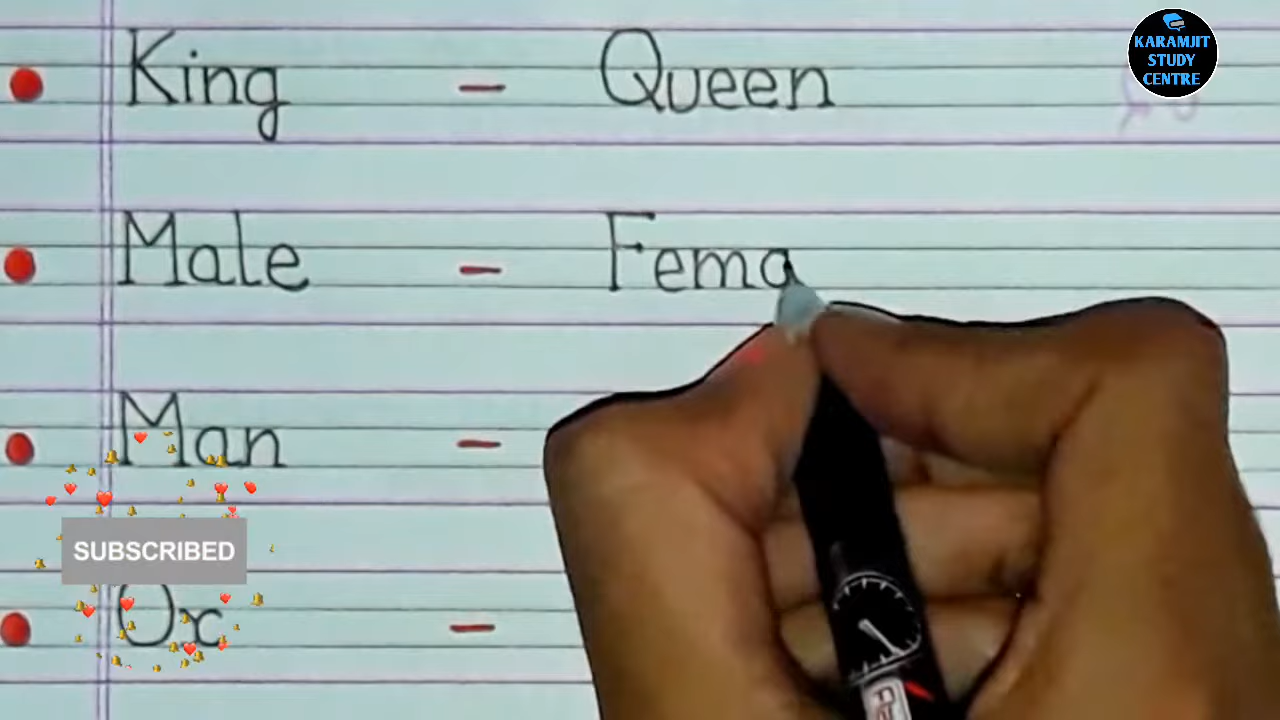 KARAMJIT
STUDY
CENTRE
King - Queen
Male - Fema
Man -
SUBSCRIBED
Ox -